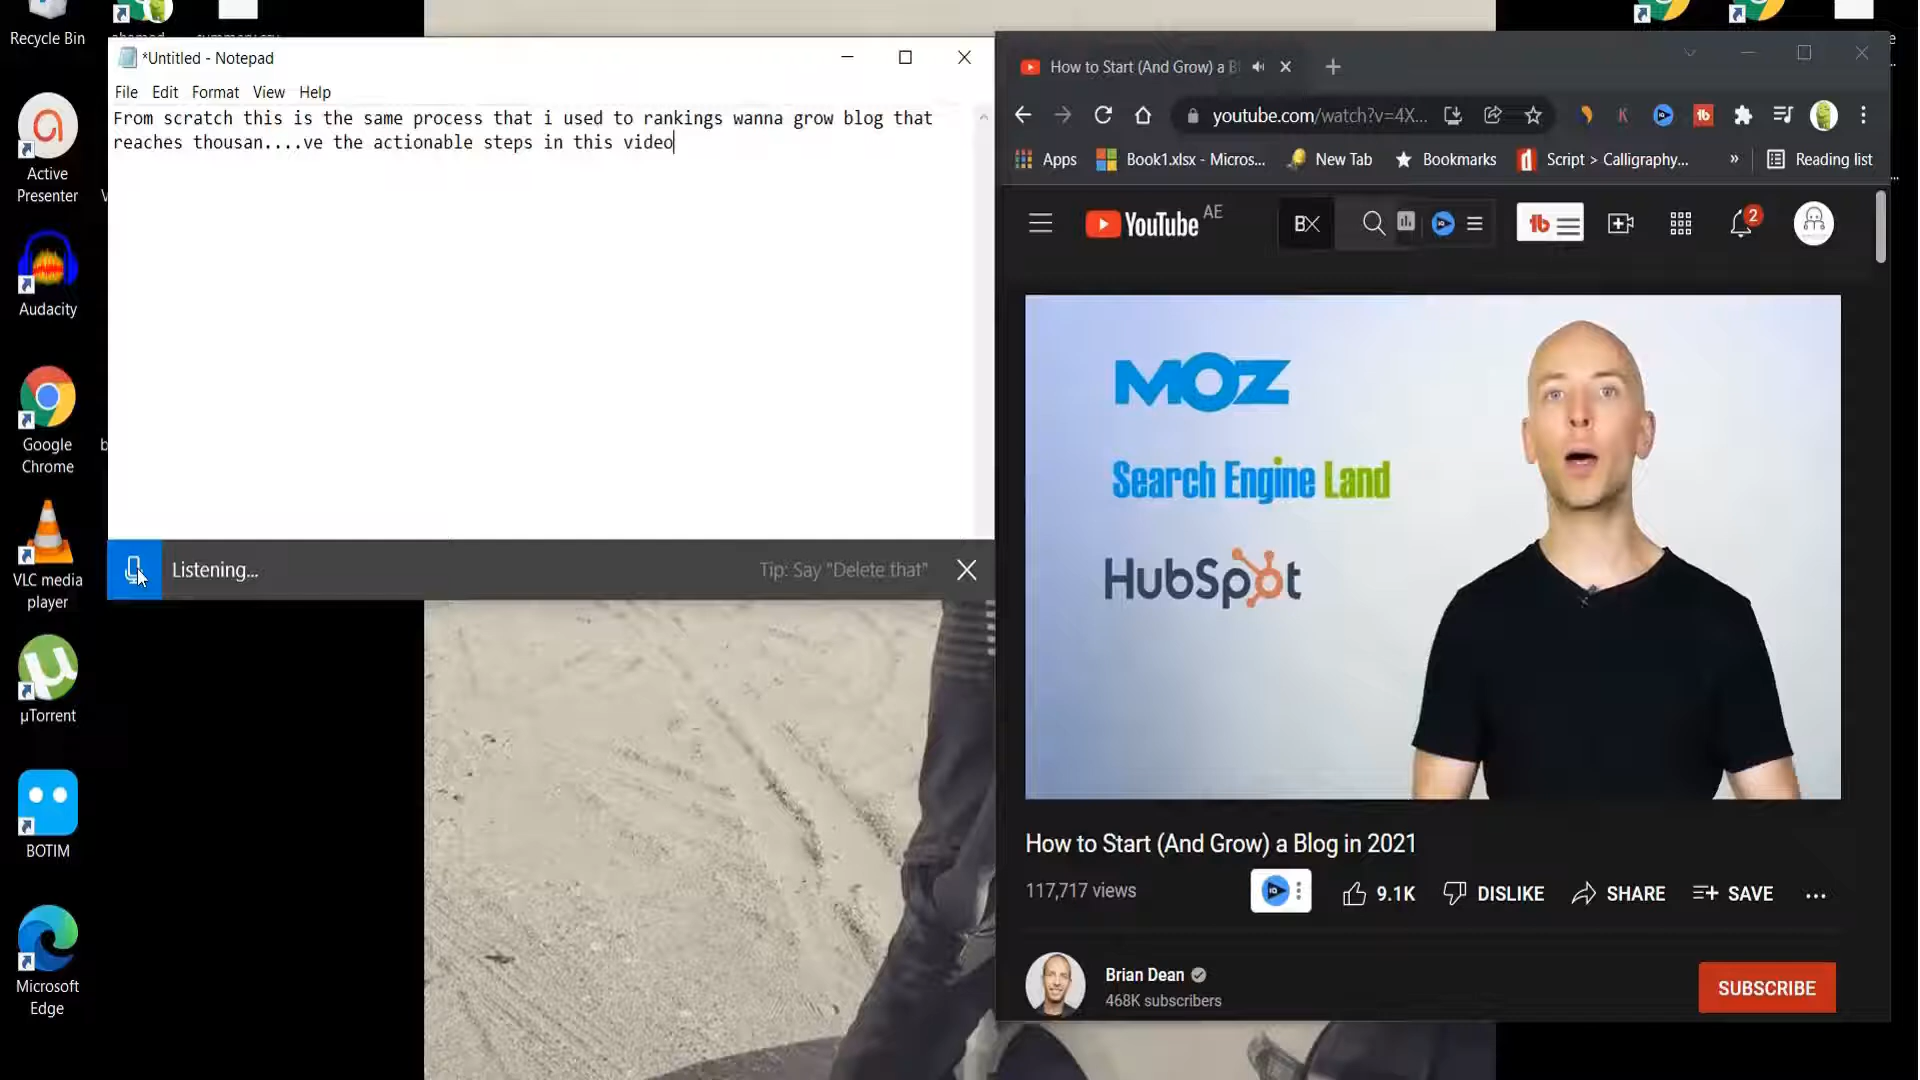 Recycle Bin
*Untitled - Notepad
File Edit Format View Help
From scratch this is the same process that i used to rankings wanna grow blog that
reaches thousan....ve the actionable steps in this video
Listening...
Tip: Say "Delete that"
Active
Presenter
Audacity
Google
Chrome
VLC media
player
µTorrent
BOTIM
Microsoft
Edge
How to Start (And Grow) a B
youtube.com/watch?v=4X...
Apps
Book1.xlsx - Micros...
New Tab
Bookmarks
Script > Calligraphy...
»
Reading list
YouTube AE
2
MOZ
Search Engine Land
HubSpot
How to Start (And Grow) a Blog in 2021
117,717 views
9.1K
DISLIKE
SHARE
SAVE
Brian Dean
468K subscribers
SUBSCRIBE